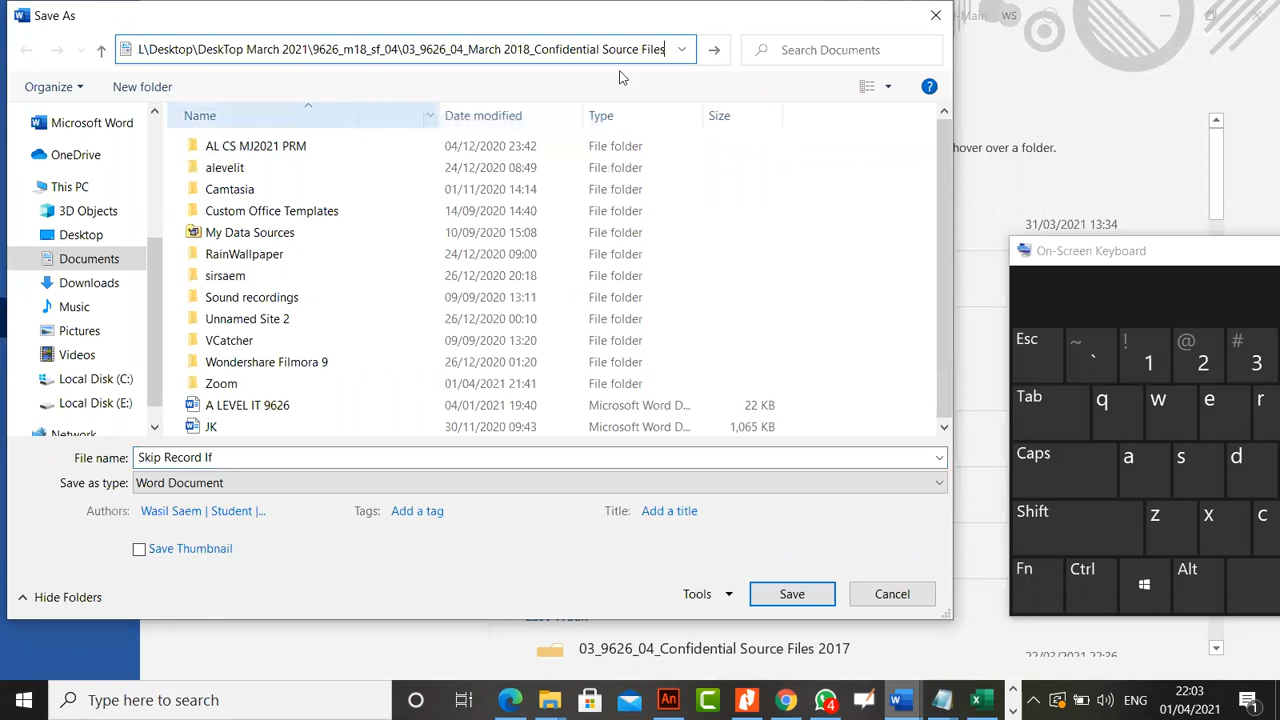 Save As
-Main WS
L\Desktop\DeskTop March 2021\9626_m18_sf_04\03_9626_04_March 2018_Confidential Source Files
Search Documents
Organize
New folder
?
Microsoft Word
OneDrive
This PC
3D Objects
Desktop
Documents
Downloads
Music
Pictures
Videos
Local Disk (C:)
Local Disk (E:)
Network
Name Date modified Type Size
AL CS MJ2021 PRM 04/12/2020 23:42 File folder
alevelit 24/12/2020 08:49 File folder
Camtasia 01/11/2020 14:14 File folder
Custom Office Templates 14/09/2020 14:40 File folder
My Data Sources 10/09/2020 15:08 File folder
RainWallpaper 24/12/2020 09:00 File folder
sirsaem 26/12/2020 20:18 File folder
Sound recordings 09/09/2020 13:11 File folder
Unnamed Site 2 26/12/2020 00:10 File folder
VCatcher 09/09/2020 13:20 File folder
Wondershare Filmora 9 26/12/2020 01:20 File folder
Zoom 01/04/2021 21:41 File folder
A LEVEL IT 9626 04/01/2021 19:40 Microsoft Word D... 22 KB
JK 30/11/2020 09:43 Microsoft Word D... 1,065 KB
File name: Skip Record If
Save as type: Word Document
Authors: Wasil Saem | Student |...
Tags: Add a tag
Title: Add a title
Save Thumbnail
Hide Folders
Tools
Save
Cancel
hover over a folder.
31/03/2021 13:34
On-Screen Keyboard
Esc ~ ` ! 1 @ 2 # 3
Tab q w e r
Caps a s d
Shift z x c
Fn Ctrl Alt
Last Week
03_9626_04_Confidential Source Files 2017
22/03/2021 22:36
Type here to search
An
4
ENG
22:03
01/04/2021
1